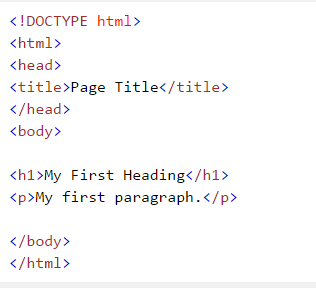 <!DOCTYPE html>
<html>
<head>
<title>Page Title</title>
</head>
<body>
<h1>My First Heading</h1>
<p>My first paragraph.</p>
</body>
</html>